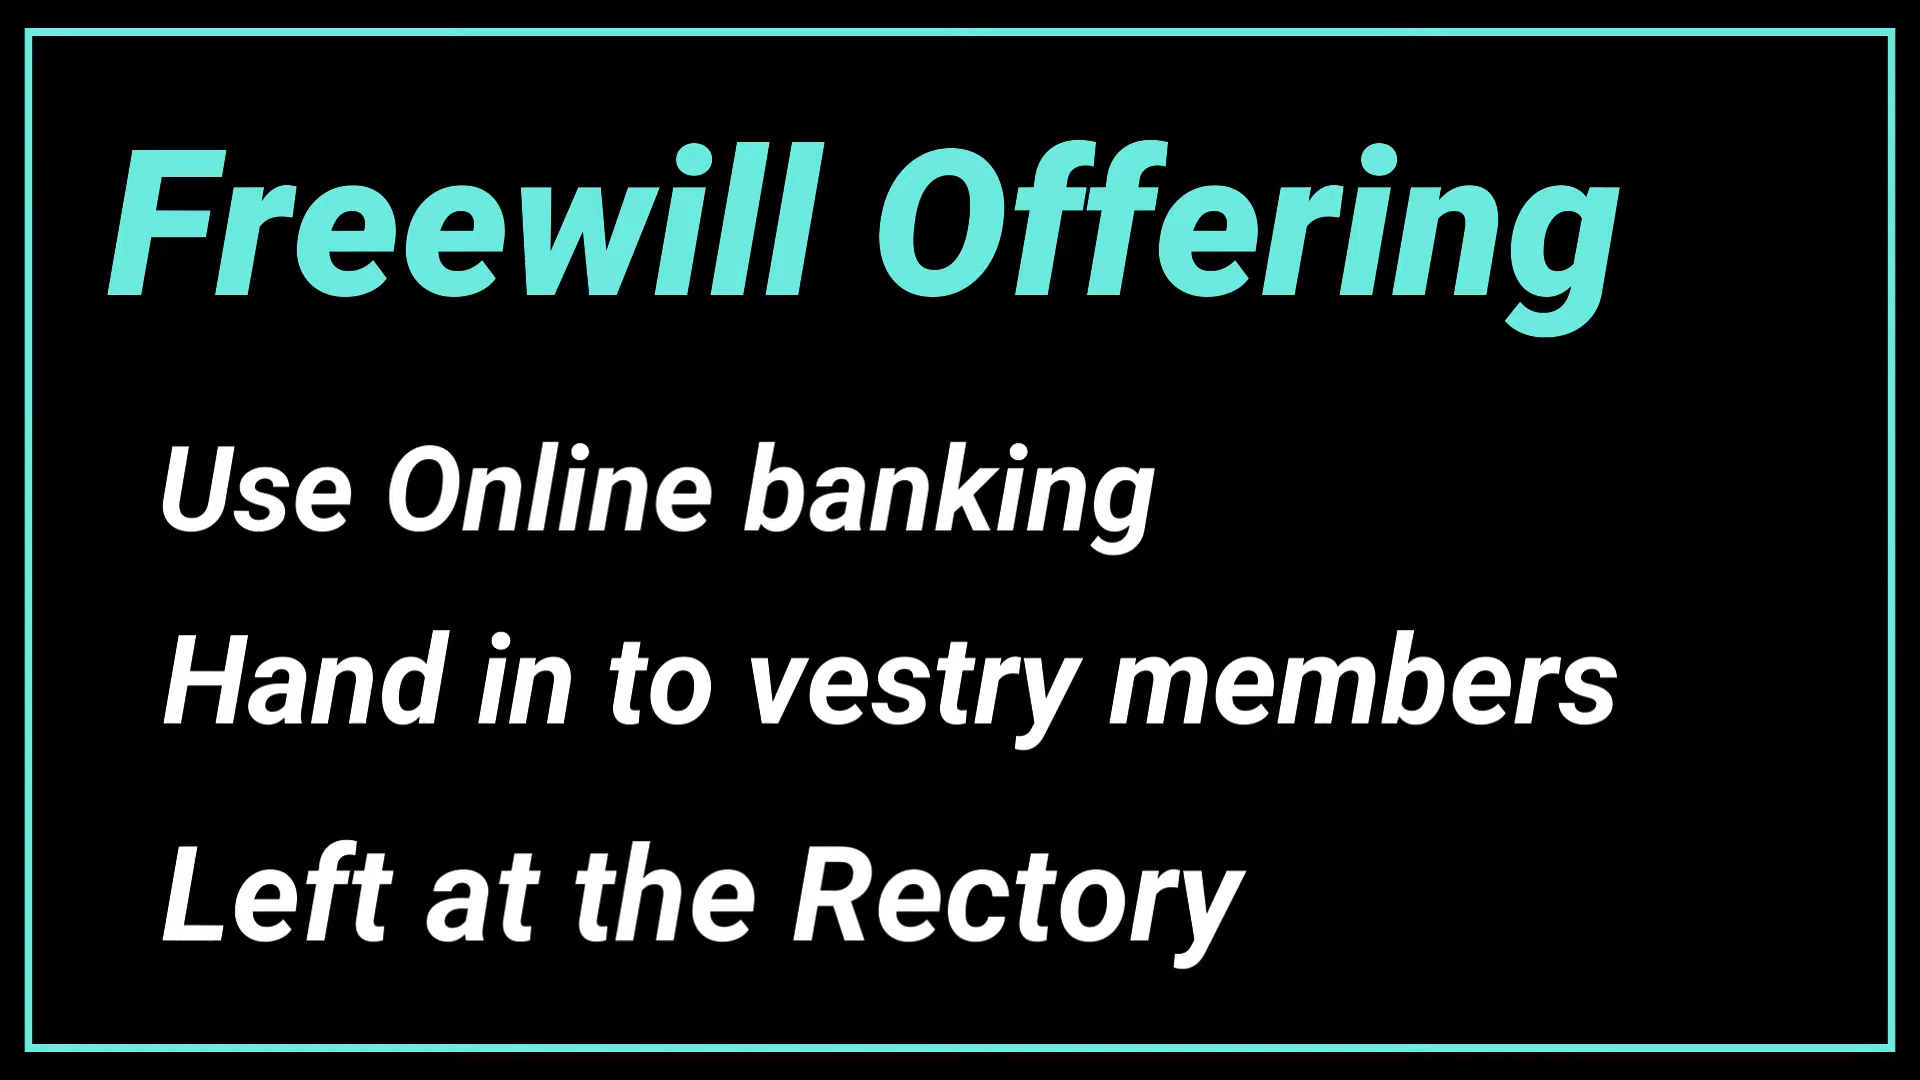 Freewill Offering
Use Online banking
Hand in to vestry members
Left at the Rectory